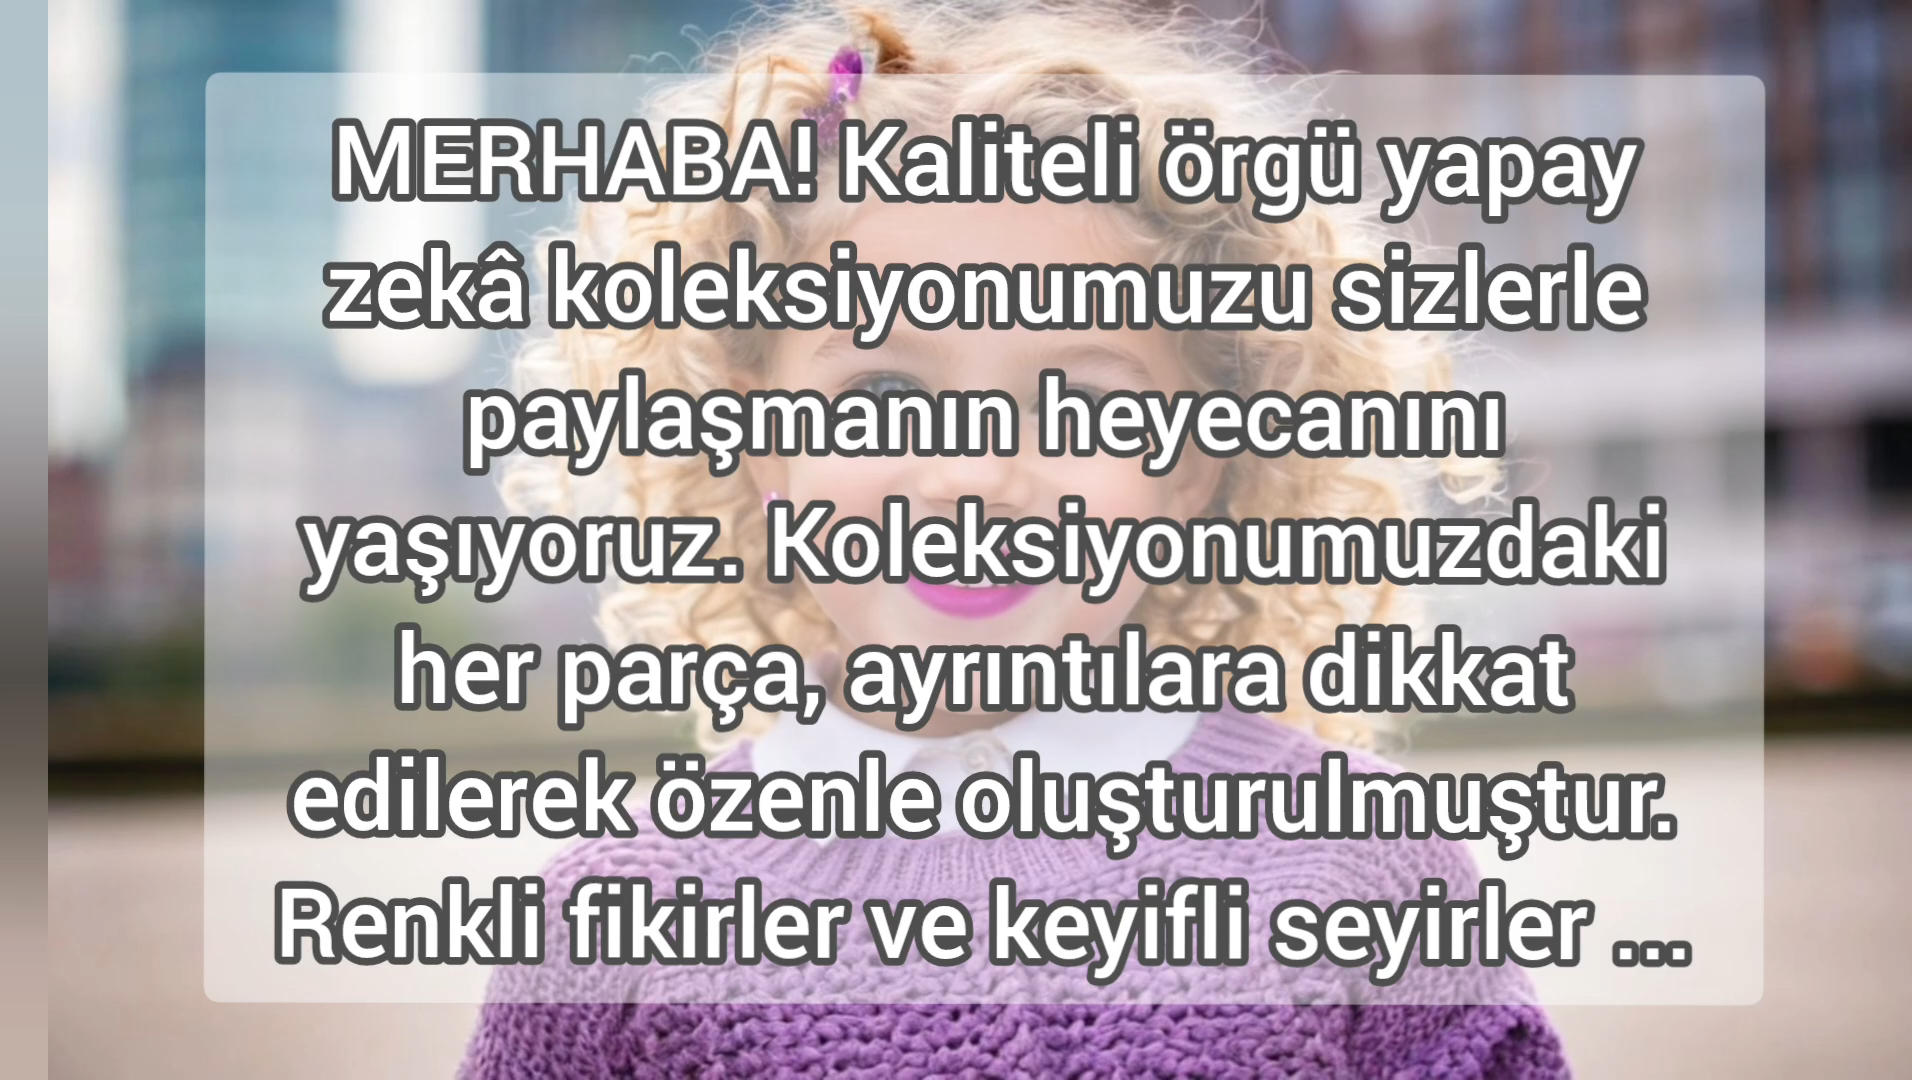 MERHABA! Kaliteli örgü yapay
zekâ koleksiyonumuzu sizlerle
paylaşmanın heyecanını
yaşıyoruz. Koleksiyonumuzdaki
her parça, ayrıntılara dikkat
edilerek özenle oluşturulmuştur.
Renkli fikirler ve keyifli seyirler ...